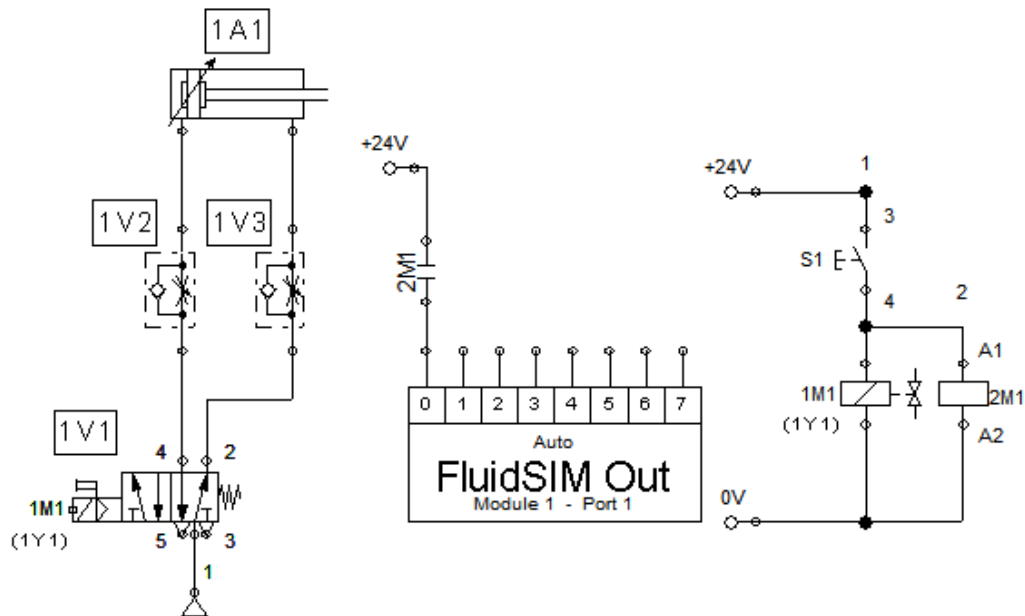 1A1
1V2
1V3
1V1
4
2
1M1
(1Y1)
5
3
1
+24V
2M1
0 1 2 3 4 5 6 7
Auto
FluidSIM Out
Module 1 - Port 1
+24V
1
3
S1
4
2
A1
1M1
2M1
(1Y1)
A2
0V